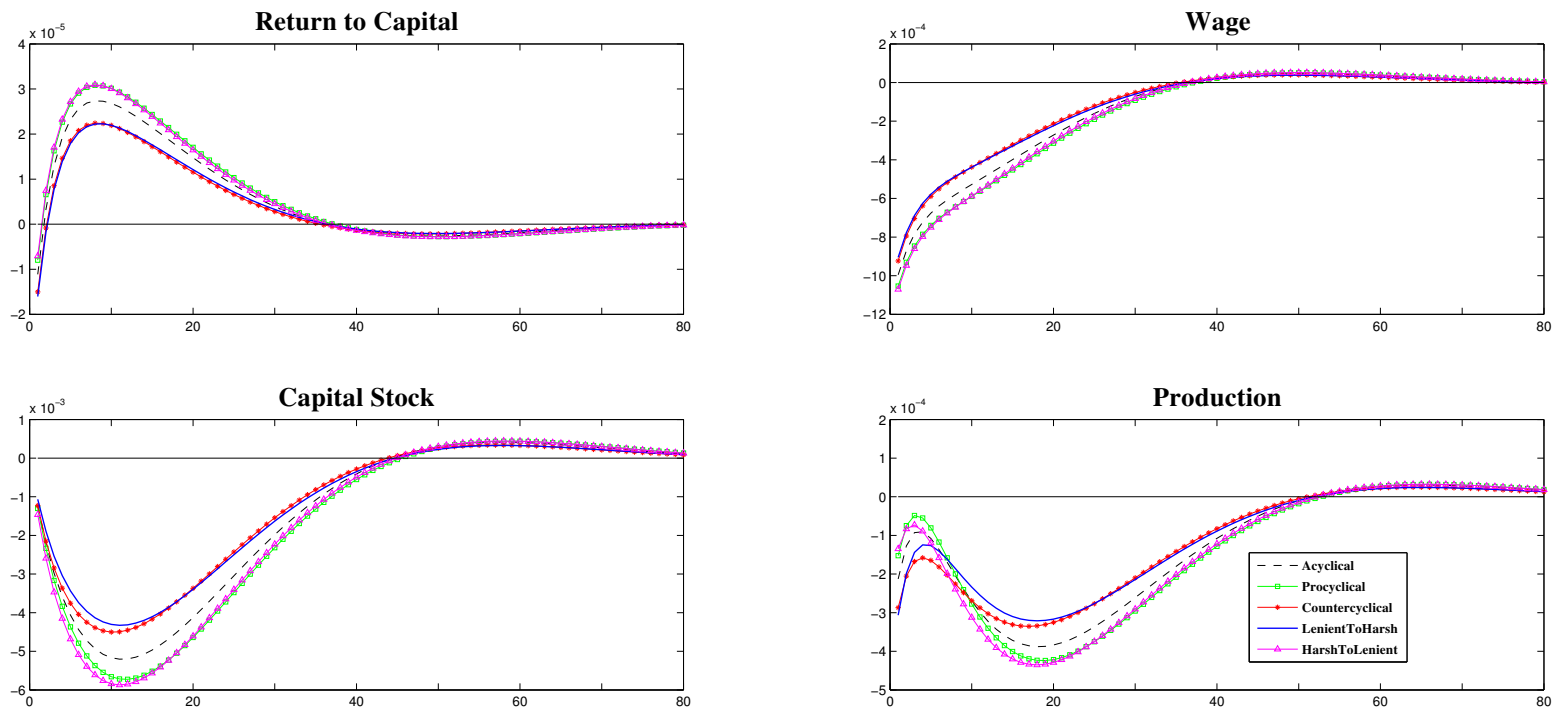 Return to Capital
x 10⁻⁵
4
3
2
1
0
−1
−2
0 20 40 60 80
Wage
x 10⁻⁴
2
0
−2
−4
−6
−8
−10
−12
0 20 40 60 80
Capital Stock
x 10⁻³
1
0
−1
−2
−3
−4
−5
−6
0 20 40 60 80
Production
x 10⁻⁴
2
1
0
−1
−2
−3
−4
−5
0 20 40 60 80
Acyclical
Procyclical
Countercyclical
LenientToHarsh
HarshToLenient